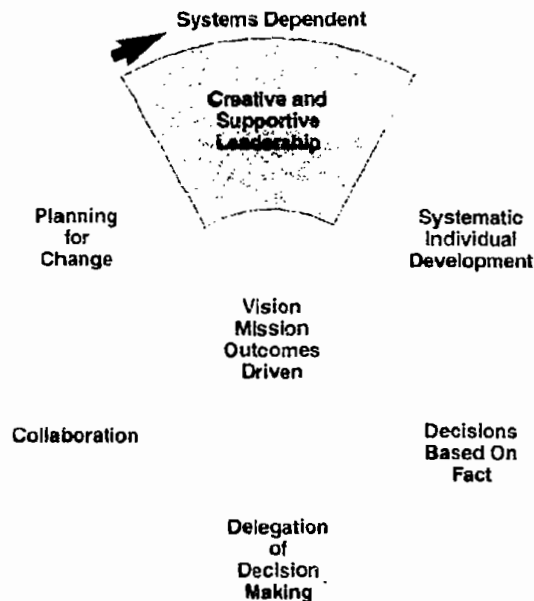 Systems Dependent
Creative and
Supportive
Leadership
Planning
for
Change
Systematic
Individual
Development
Vision
Mission
Outcomes
Driven
Collaboration
Decisions
Based On
Fact
Delegation
of
Decision
Making